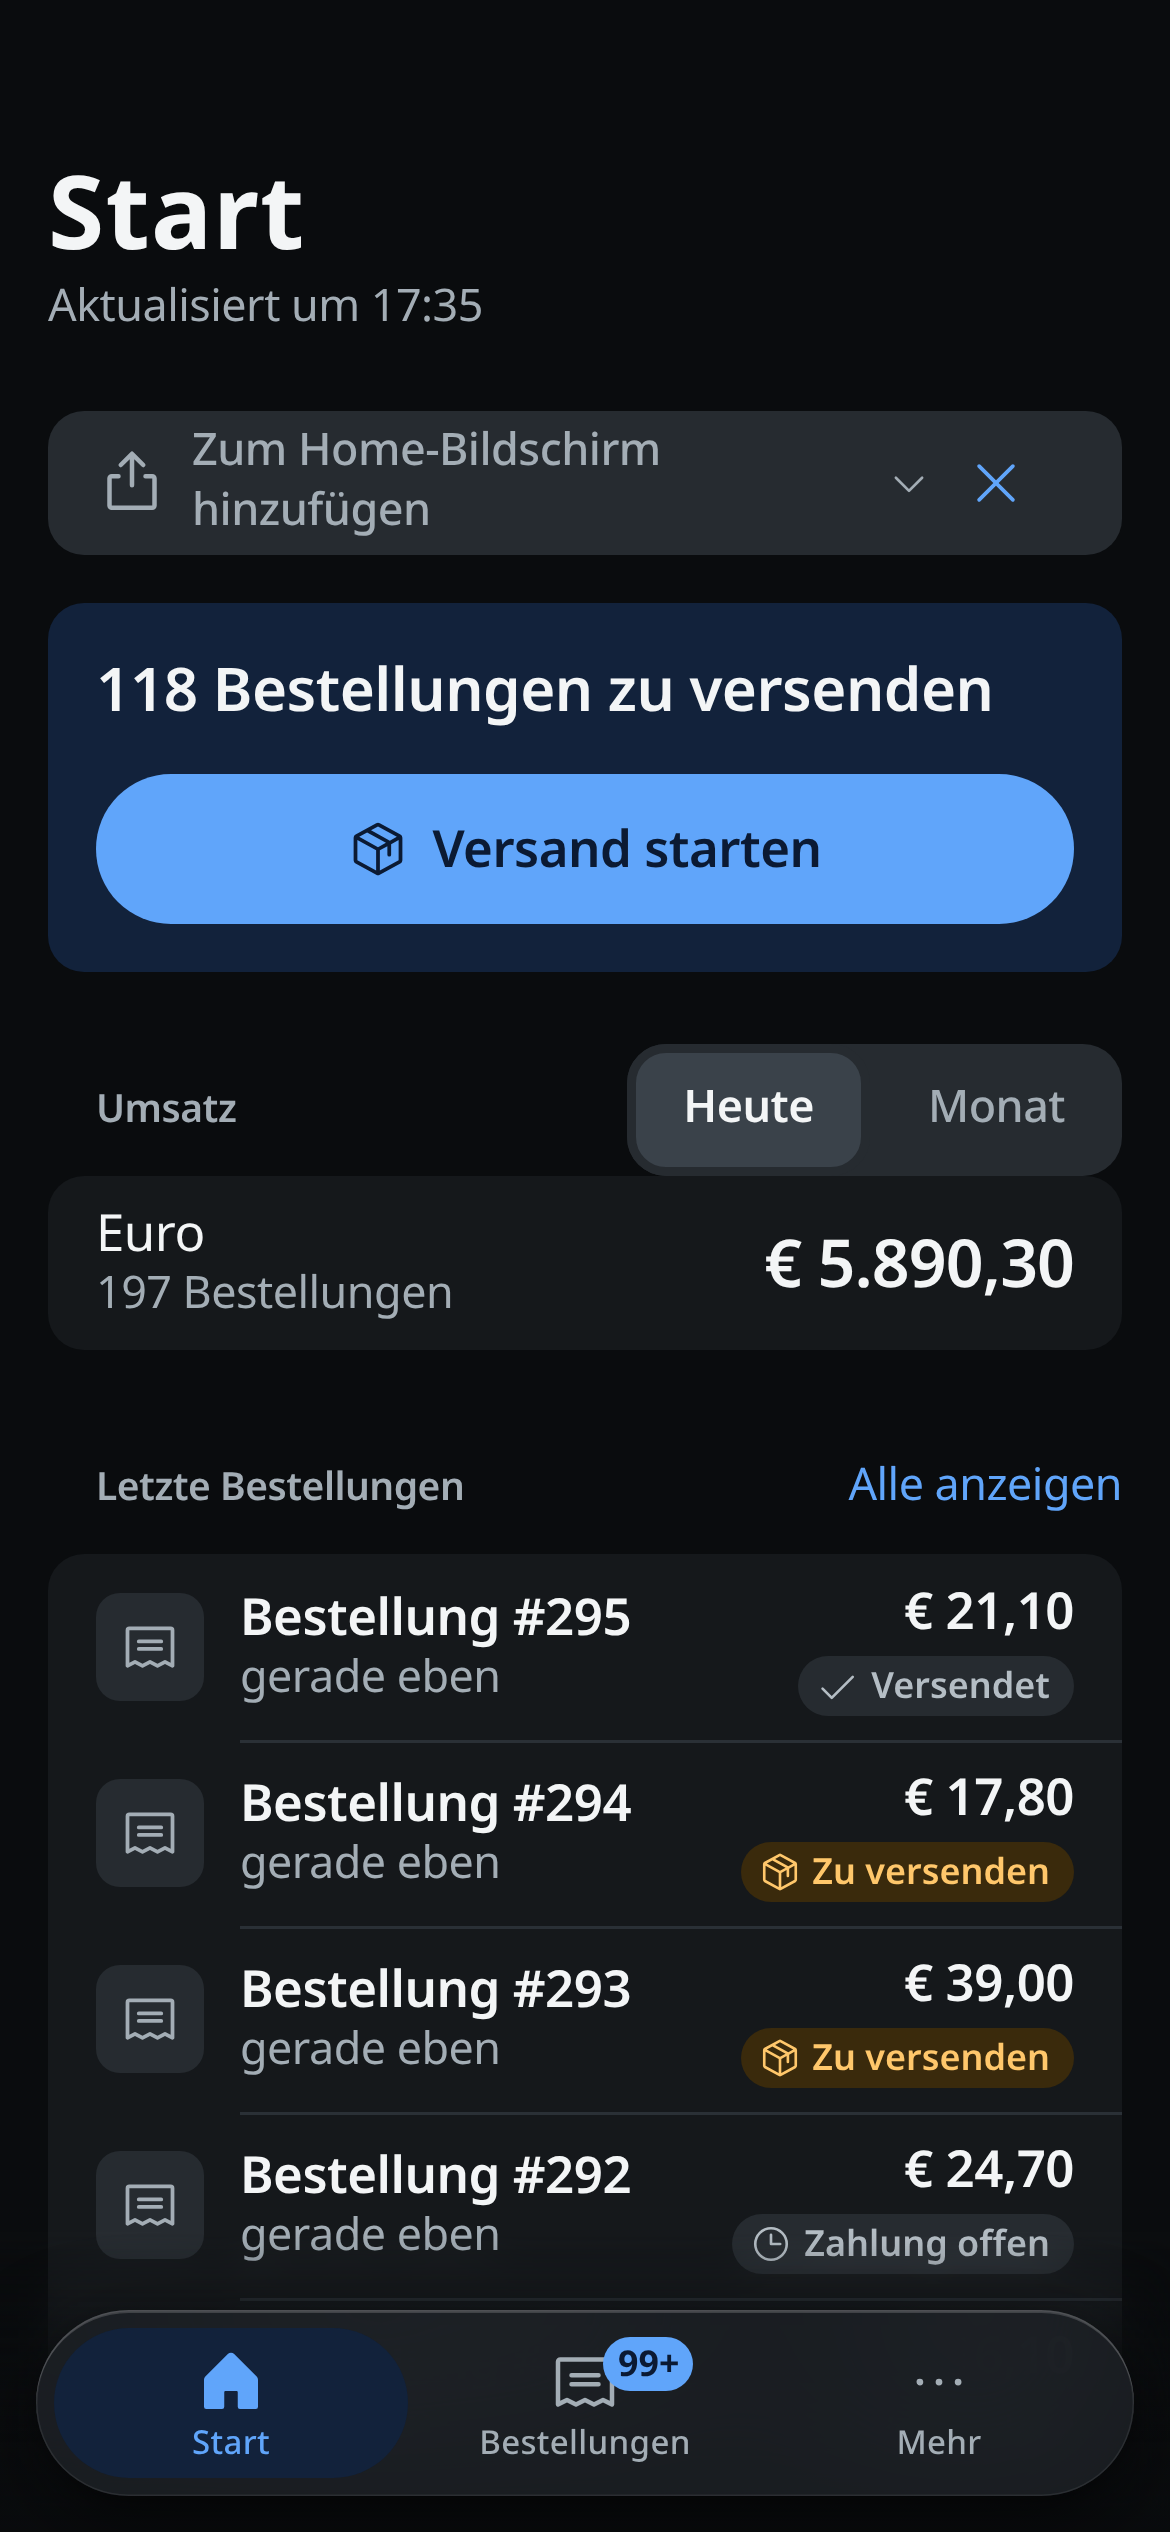 Start
Aktualisiert um 17:35
Zum Home-Bildschirm
hinzufügen
118 Bestellungen zu versenden
Versand starten
Umsatz
Heute
Monat
Euro
197 Bestellungen
€ 5.890,30
Letzte Bestellungen
Alle anzeigen
Bestellung #295
€ 21,10
gerade eben
Versendet
Bestellung #294
€ 17,80
gerade eben
Zu versenden
Bestellung #293
€ 39,00
gerade eben
Zu versenden
Bestellung #292
€ 24,70
gerade eben
Zahlung offen
99+
Start
Bestellungen
Mehr